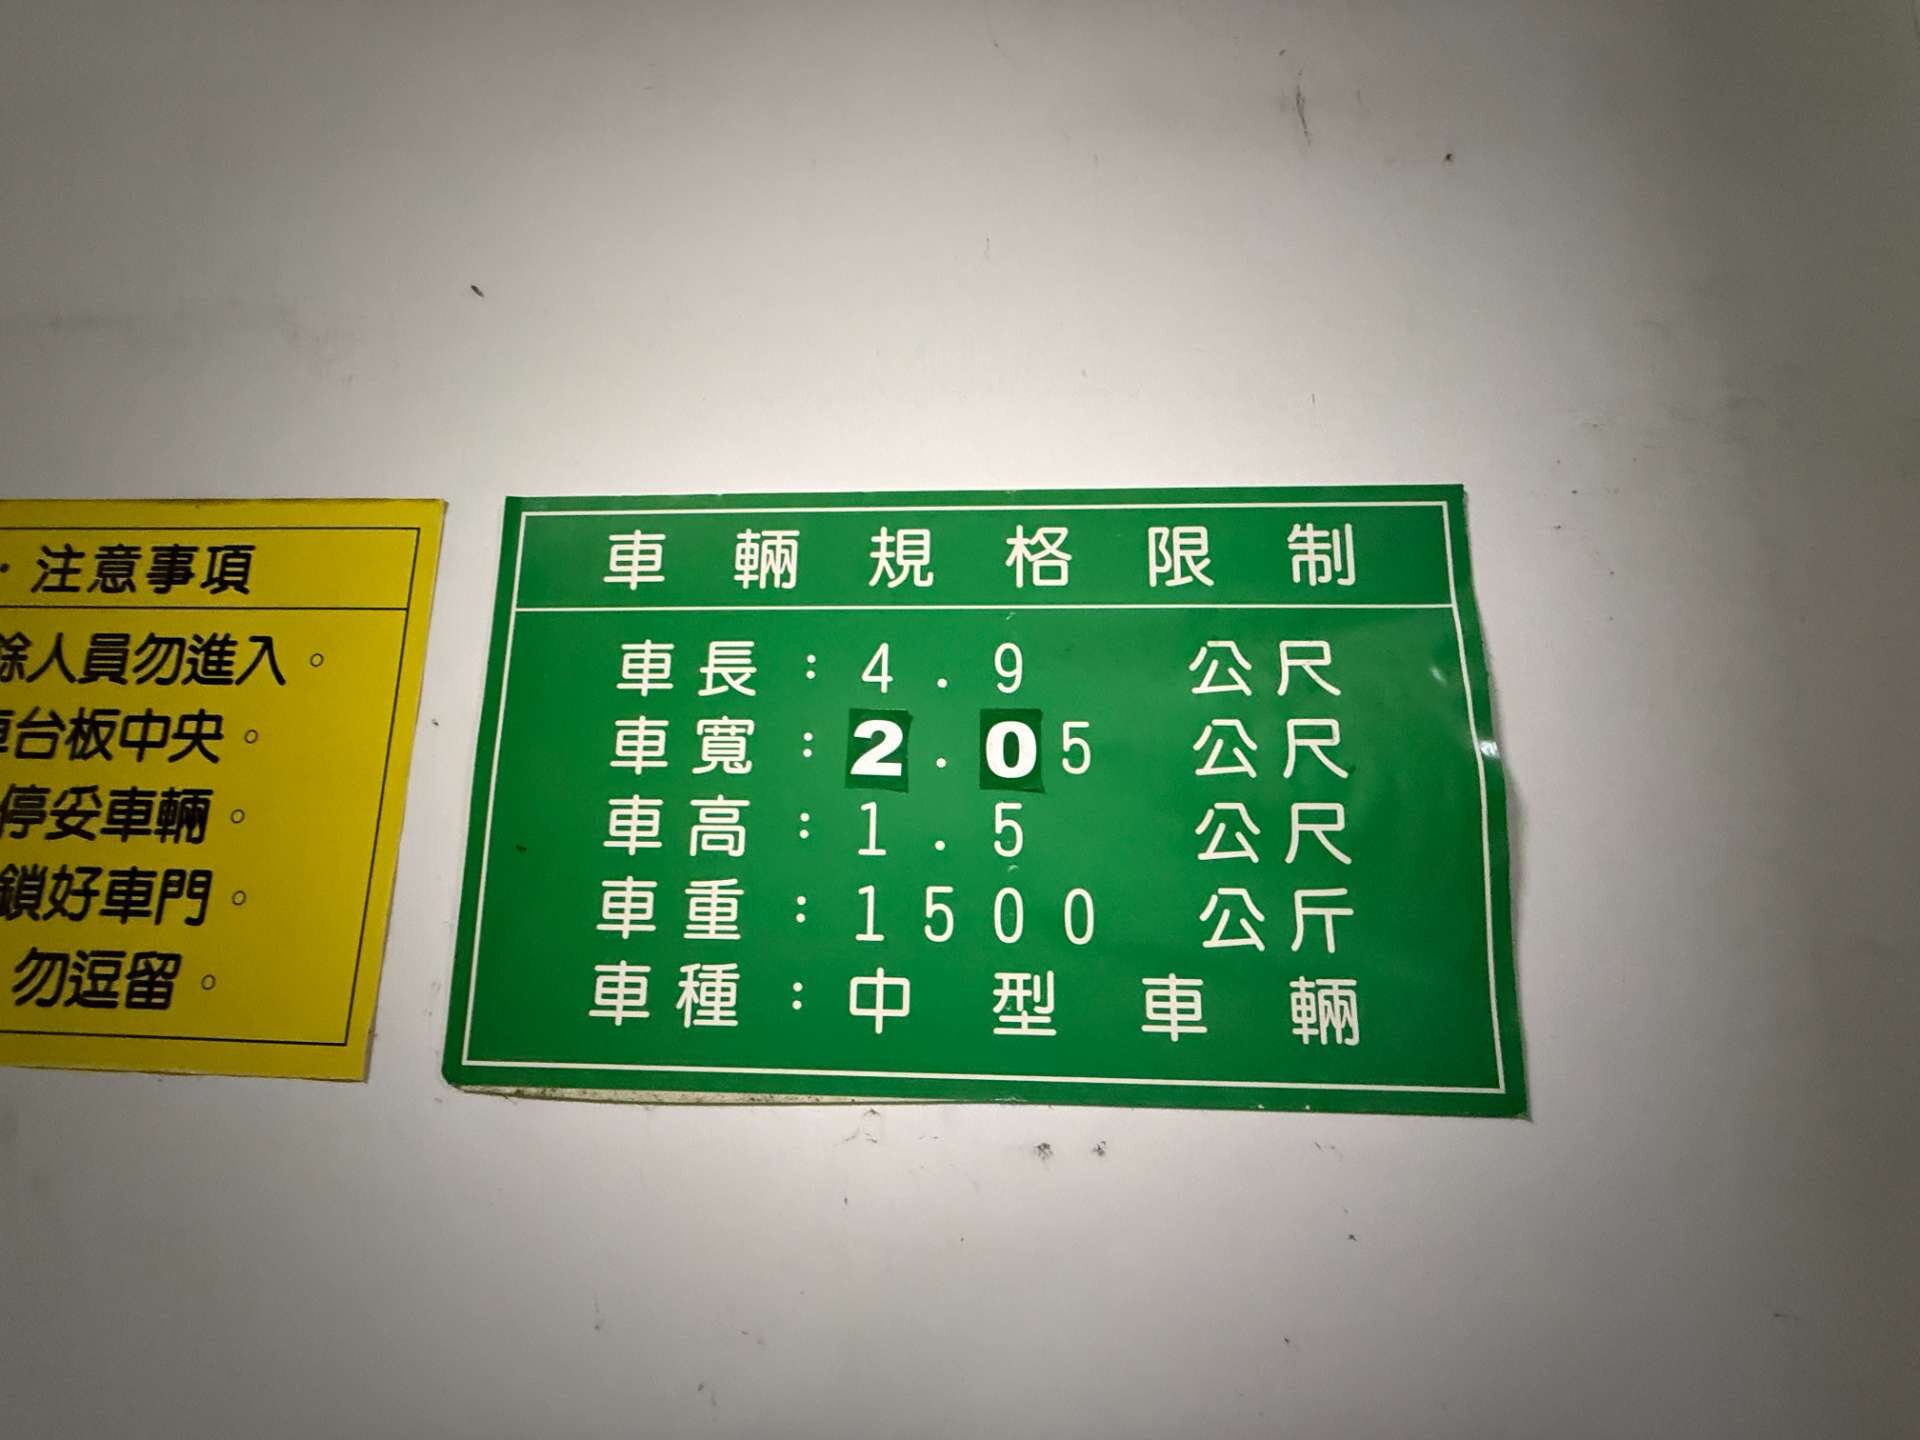 · 注意事項
餘人員勿進入。
車台板中央。
停妥車輛。
鎖好車門。
勿逗留。
車輛規格限制
車長：4.9 公尺
車寬：2.05 公尺
車高：1.5 公尺
車重：1500 公斤
車種：中型車輛